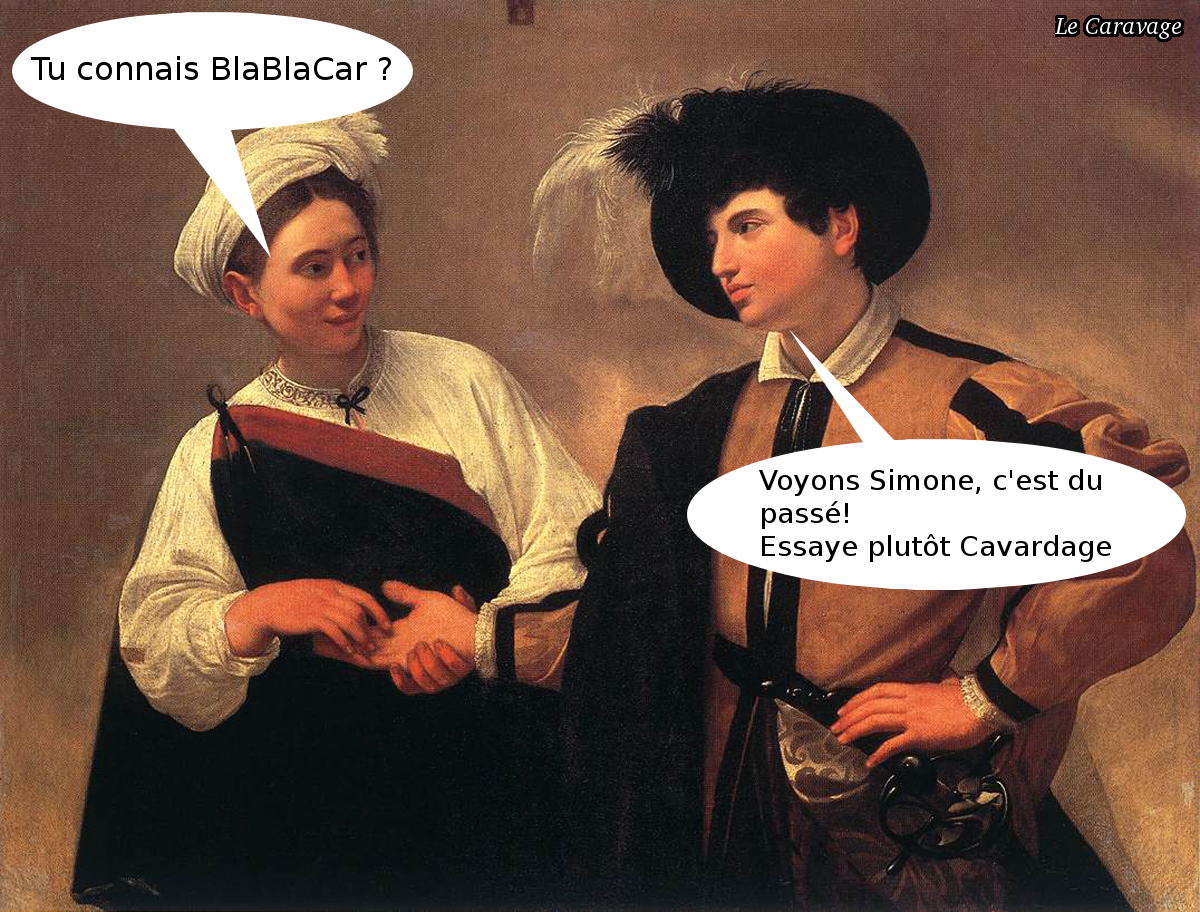 Le Caravage
Tu connais BlaBlaCar ?
Voyons Simone, c'est du
passé!
Essaye plutôt Cavardage